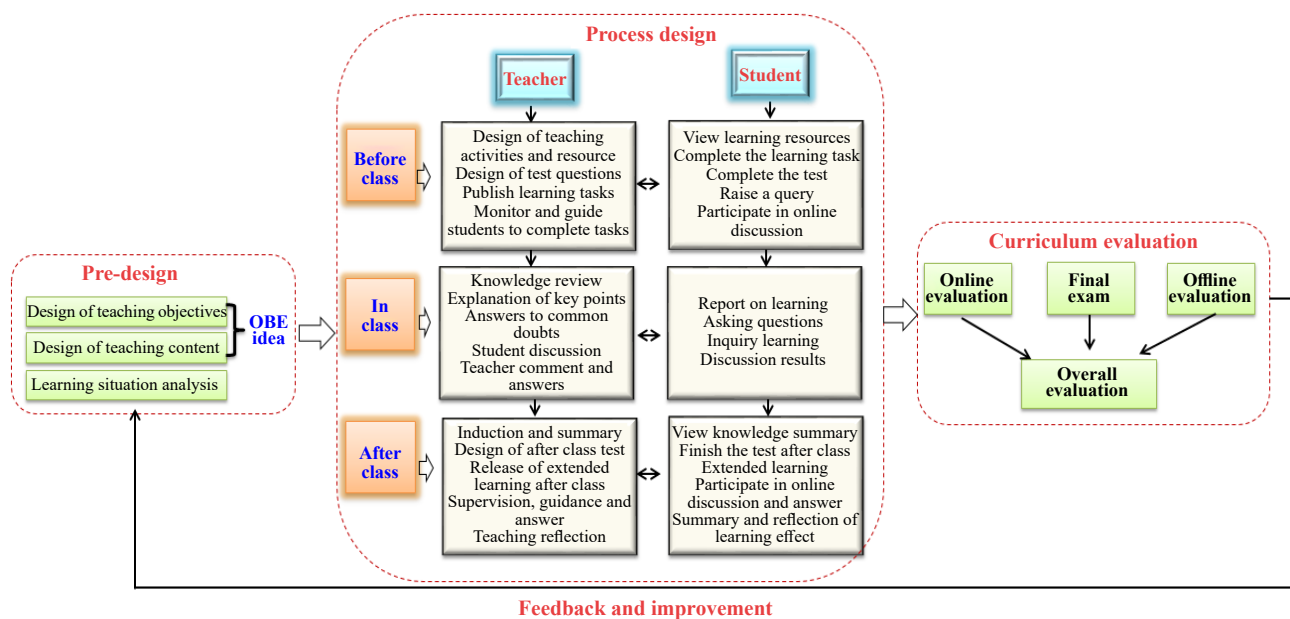 Process design
Teacher
Student
Before
class
Design of teaching
activities and resource
Design of test questions
Publish learning tasks
Monitor and guide
students to complete tasks
View learning resources
Complete the learning task
Complete the test
Raise a query
Participate in online
discussion
Pre-design
Design of teaching objectives
Design of teaching content
Learning situation analysis
OBE
idea
In
class
Knowledge review
Explanation of key points
Answers to common
doubts
Student discussion
Teacher comment and
answers
Report on learning
Asking questions
Inquiry learning
Discussion results
After
class
Induction and summary
Design of after class test
Release of extended
learning after class
Supervision, guidance and
answer
Teaching reflection
View knowledge summary
Finish the test after class
Extended learning
Participate in online
discussion and answer
Summary and reflection of
learning effect
Curriculum evaluation
Online
evaluation
Final
exam
Offline
evaluation
Overall
evaluation
Feedback and improvement